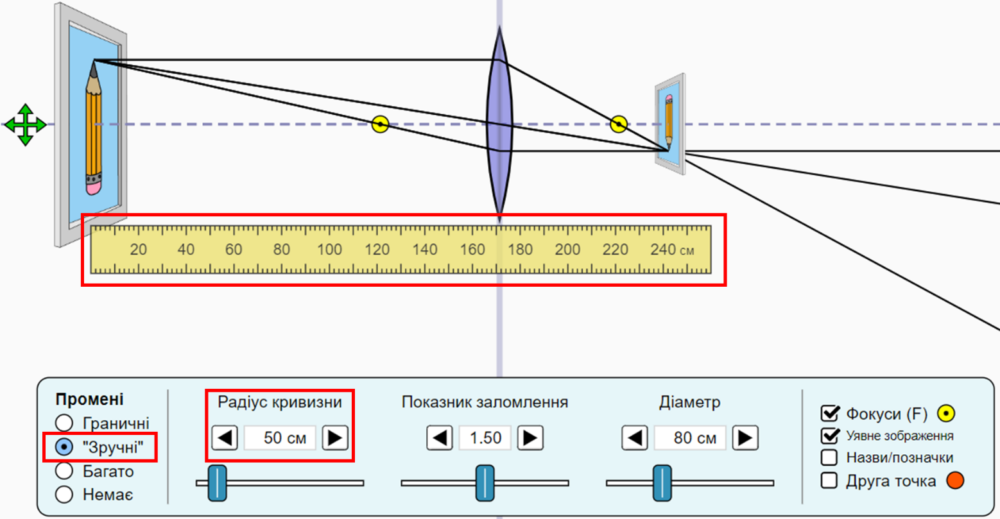 20 40 60 80 100 120 140 160 180 200 220 240 см
Промені
Граничні
"Зручні"
Багато
Немає
Радіус кривизни
50 см
Показник заломлення
1.50
Діаметр
80 см
Фокуси (F)
Уявне зображення
Назви/позначки
Друга точка